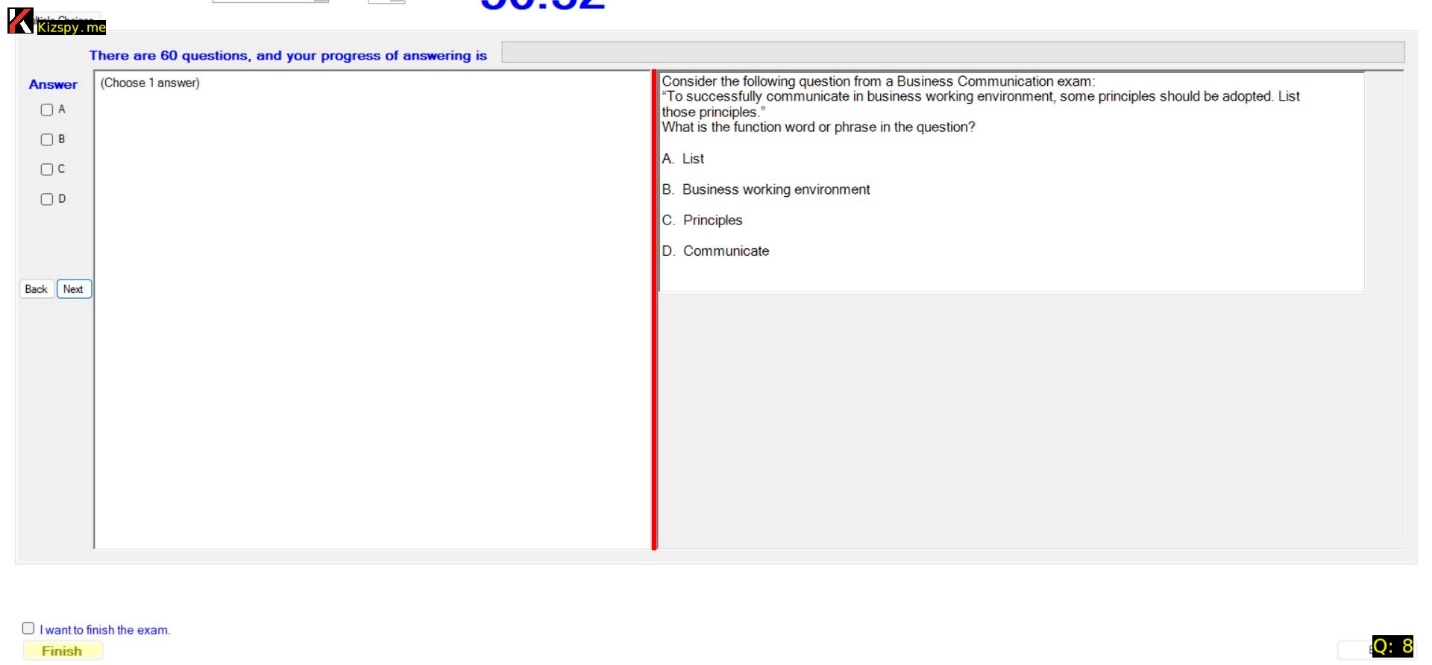 Kizspy.me
There are 60 questions, and your progress of answering is
Answer
A
B
C
D
Back Next
(Choose 1 answer)
Consider the following question from a Business Communication exam:
“To successfully communicate in business working environment, some principles should be adopted. List
those principles.”
What is the function word or phrase in the question?
A. List
B. Business working environment
C. Principles
D. Communicate
I want to finish the exam.
Finish
Q: 8